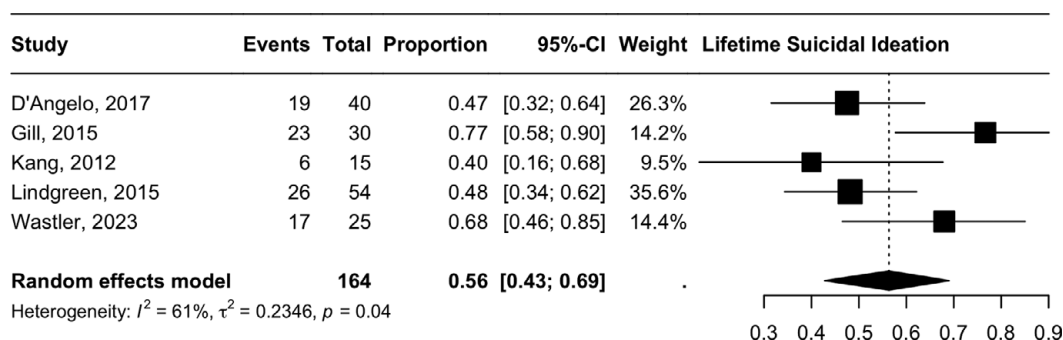 Study Events Total Proportion 95%-CI Weight Lifetime Suicidal Ideation
D'Angelo, 2017 19 40 0.47 [0.32; 0.64] 26.3%
Gill, 2015 23 30 0.77 [0.58; 0.90] 14.2%
Kang, 2012 6 15 0.40 [0.16; 0.68] 9.5%
Lindgreen, 2015 26 54 0.48 [0.34; 0.62] 35.6%
Wastler, 2023 17 25 0.68 [0.46; 0.85] 14.4%
Random effects model 164 0.56 [0.43; 0.69] .
Heterogeneity: I² = 61%, τ² = 0.2346, p = 0.04
0.3 0.4 0.5 0.6 0.7 0.8 0.9